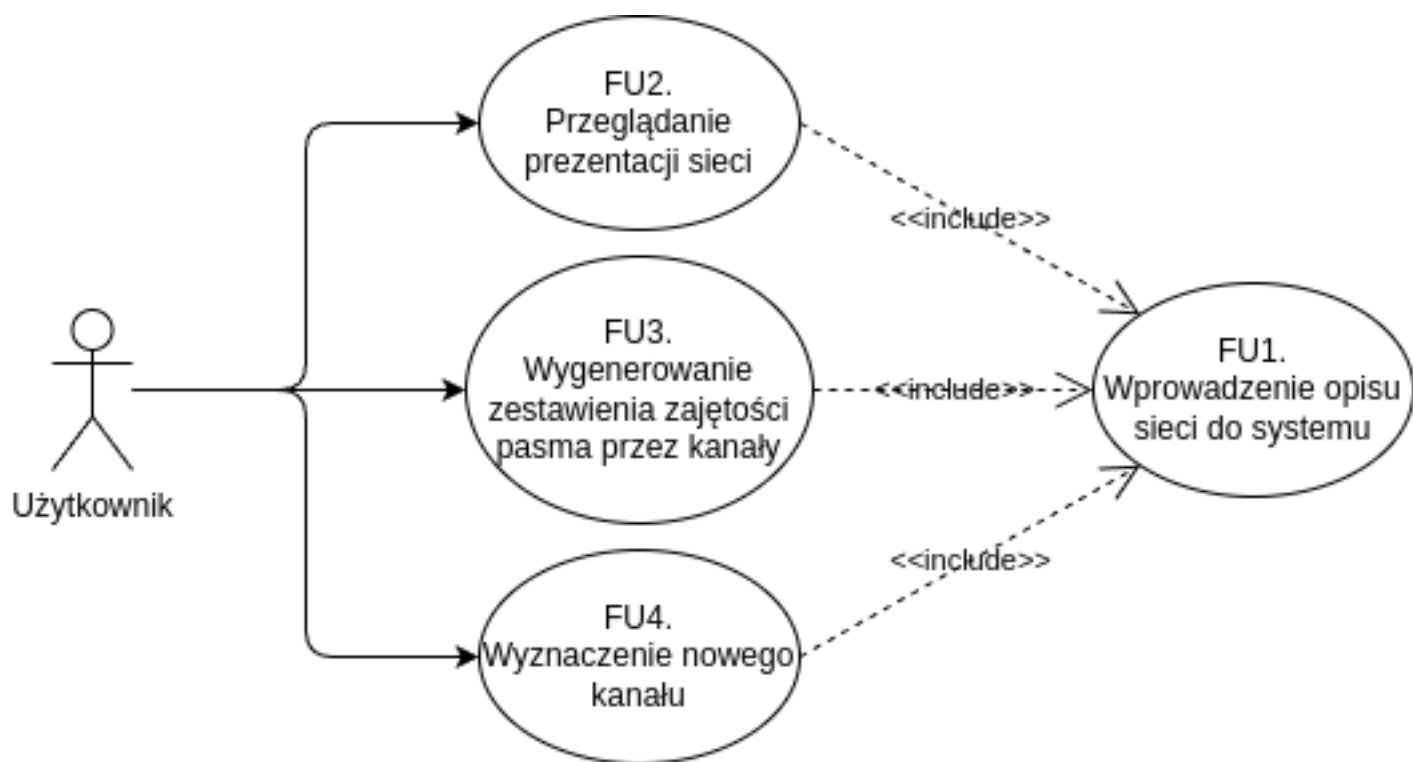 FU2.
Przeglądanie
prezentacji sieci
<<include>>
Użytkownik
FU3.
Wygenerowanie
zestawienia zajętości
pasma przez kanały
<<include>>
FU1.
Wprowadzenie opisu
sieci do systemu
<<include>>
FU4.
Wyznaczenie nowego
kanału